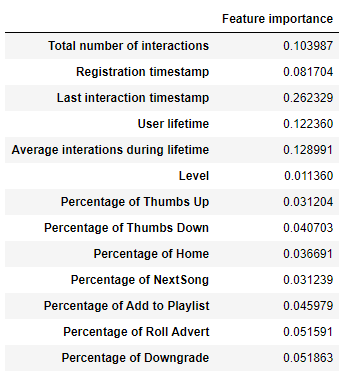 Feature importance
Total number of interactions 0.103987
Registration timestamp 0.081704
Last interaction timestamp 0.262329
User lifetime 0.122360
Average interations during lifetime 0.128991
Level 0.011360
Percentage of Thumbs Up 0.031204
Percentage of Thumbs Down 0.040703
Percentage of Home 0.036691
Percentage of NextSong 0.031239
Percentage of Add to Playlist 0.045979
Percentage of Roll Advert 0.051591
Percentage of Downgrade 0.051863